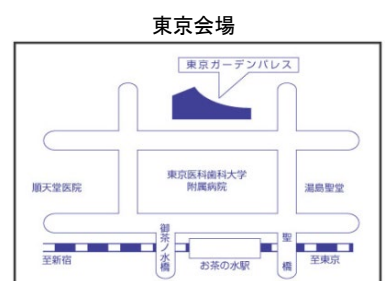 東京会場
東京ガーデンパレス
順天堂医院
東京医科歯科大学
附属病院
湯島聖堂
御茶ノ水橋
聖橋
至新宿
お茶の水駅
至東京